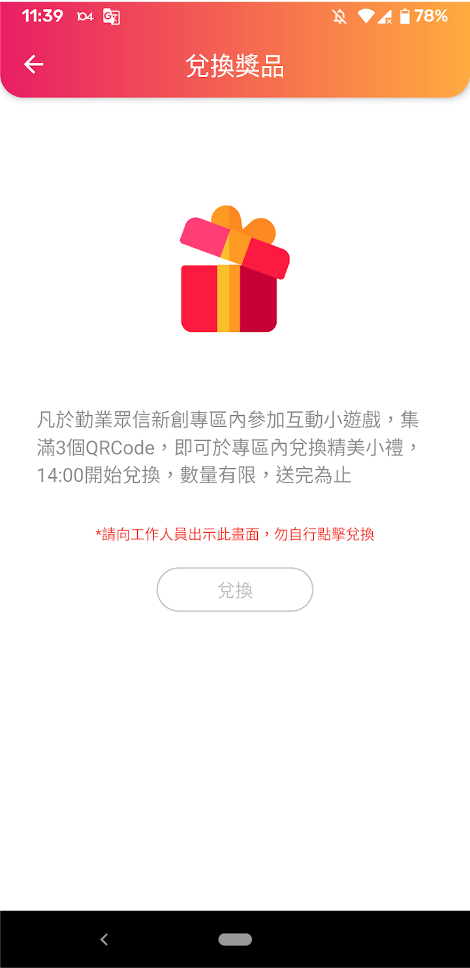 11:39 104 G 78%
兌換獎品
凡於勤業眾信新創專區內參加互動小遊戲，集
滿3個QRCode，即可於專區內兌換精美小禮，
14:00開始兌換，數量有限，送完為止
*請向工作人員出示此畫面，勿自行點擊兌換
兌換